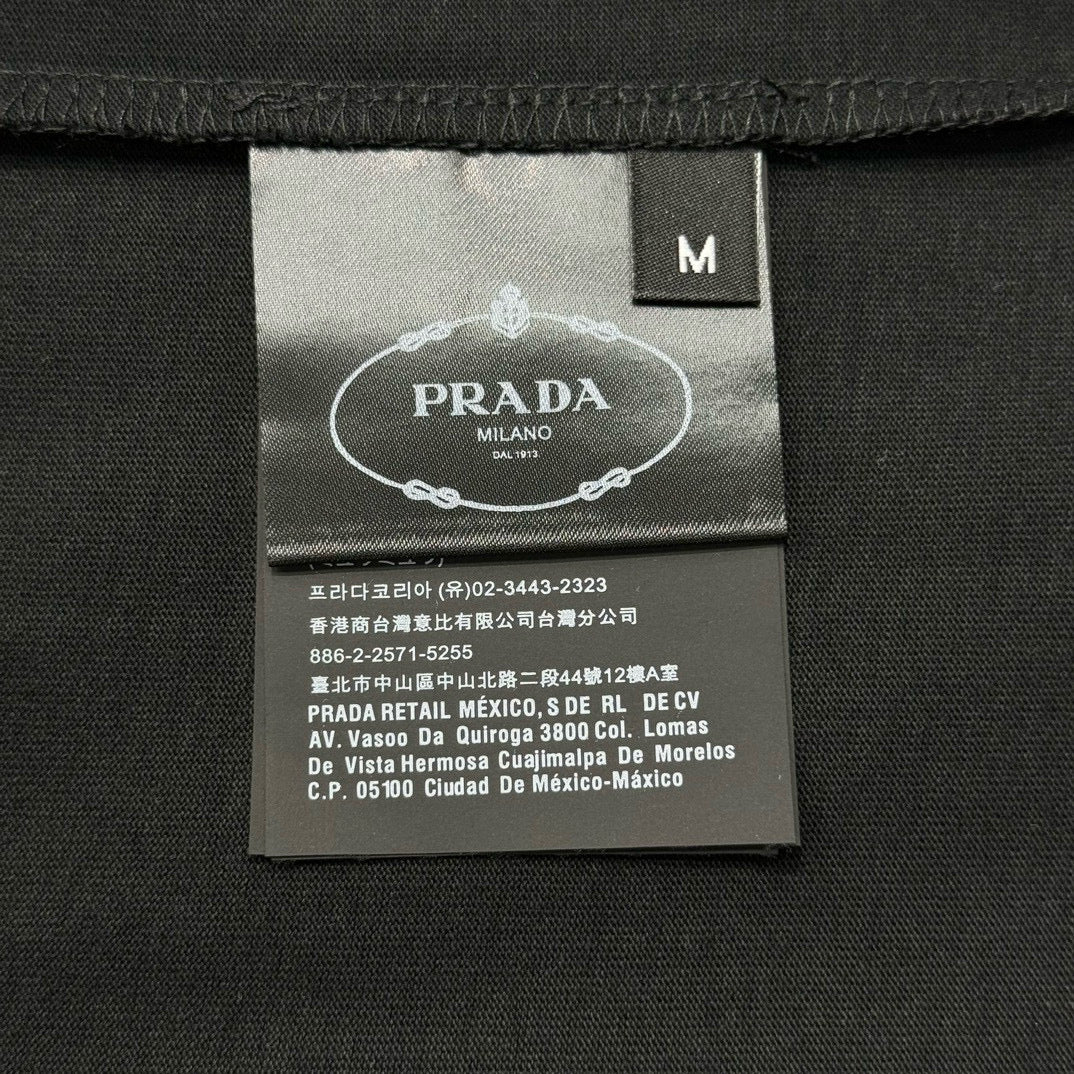 M
PRADA
MILANO
DAL 1913
프라다코리아 (유)02-3443-2323
香港商台灣意比有限公司台灣分公司
886-2-2571-5255
臺北市中山區中山北路二段44號12樓A室
PRADA RETAIL MÉXICO, S DE RL DE CV
AV. Vasoo Da Quiroga 3800 Col. Lomas
De Vista Hermosa Cuajimalpa De Morelos
C.P. 05100 Ciudad De México-Máxico